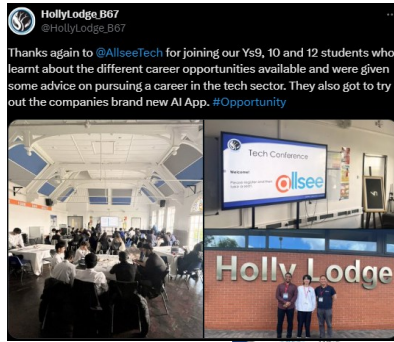 HollyLodge_B67
@HollyLodge_B67
Thanks again to @AllseeTech for joining our Ys9, 10 and 12 students who
learnt about the different career opportunities available and were given
some advice on pursuing a career in the tech sector. They also got to try
out the companies brand new AI App. #Opportunity
Tech Conference
Welcome!
allsee
Holly Lodge